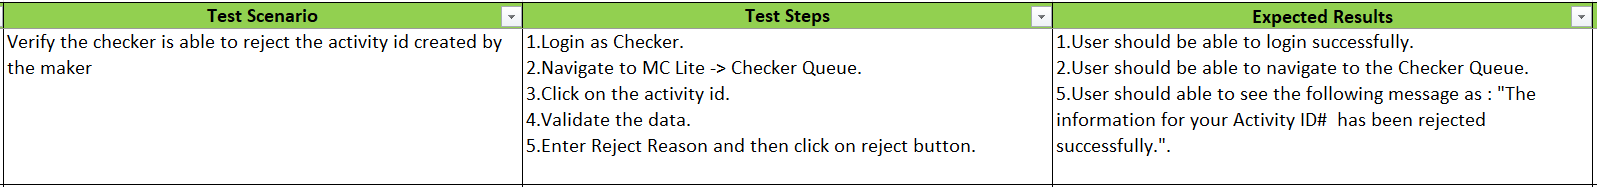 Test Scenario
Test Steps
Expected Results
Verify the checker is able to reject the activity id created by
the maker
1.Login as Checker.
2.Navigate to MC Lite -> Checker Queue.
3.Click on the activity id.
4.Validate the data.
5.Enter Reject Reason and then click on reject button.
1.User should be able to login successfully.
2.User should be able to navigate to the Checker Queue.
5.User should able to see the following message as : "The
information for your Activity ID#  has been rejected
successfully.".